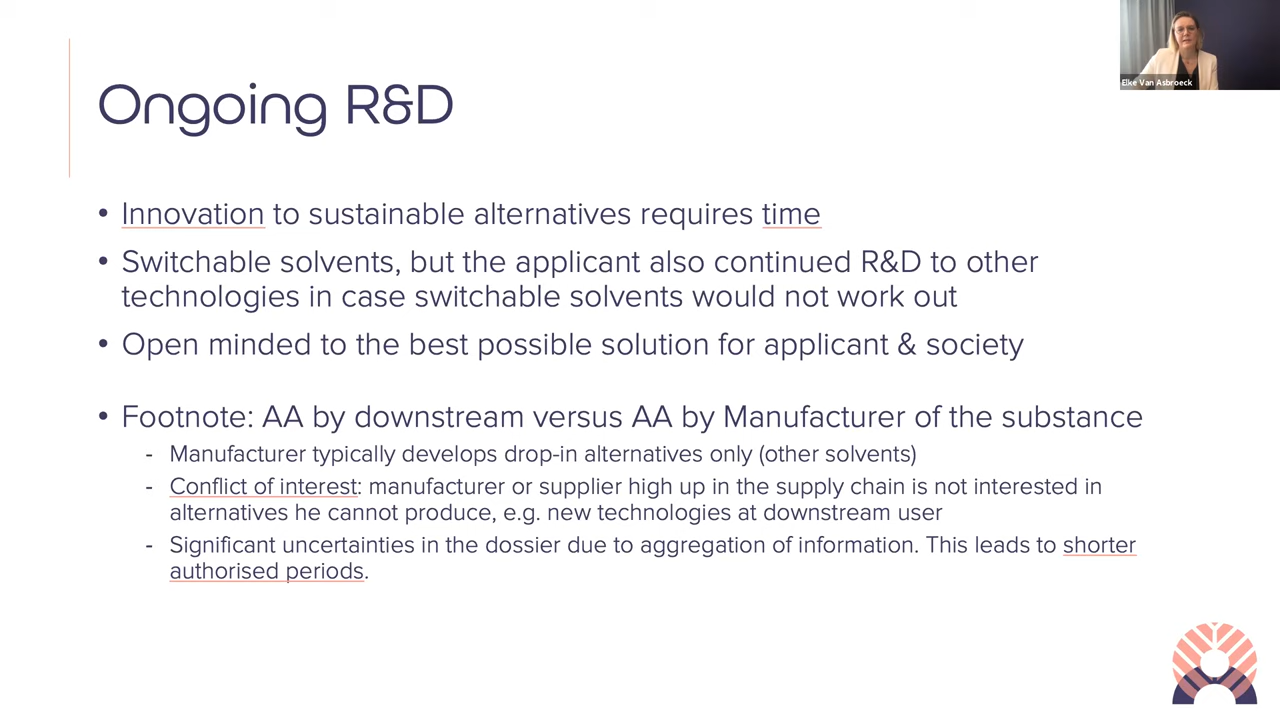 Elke Van Asbroeck
Ongoing R&D
• Innovation to sustainable alternatives requires time
• Switchable solvents, but the applicant also continued R&D to other
technologies in case switchable solvents would not work out
• Open minded to the best possible solution for applicant & society
• Footnote: AA by downstream versus AA by Manufacturer of the substance
- Manufacturer typically develops drop-in alternatives only (other solvents)
- Conflict of interest: manufacturer or supplier high up in the supply chain is not interested in
alternatives he cannot produce, e.g. new technologies at downstream user
- Significant uncertainties in the dossier due to aggregation of information. This leads to shorter
authorised periods.